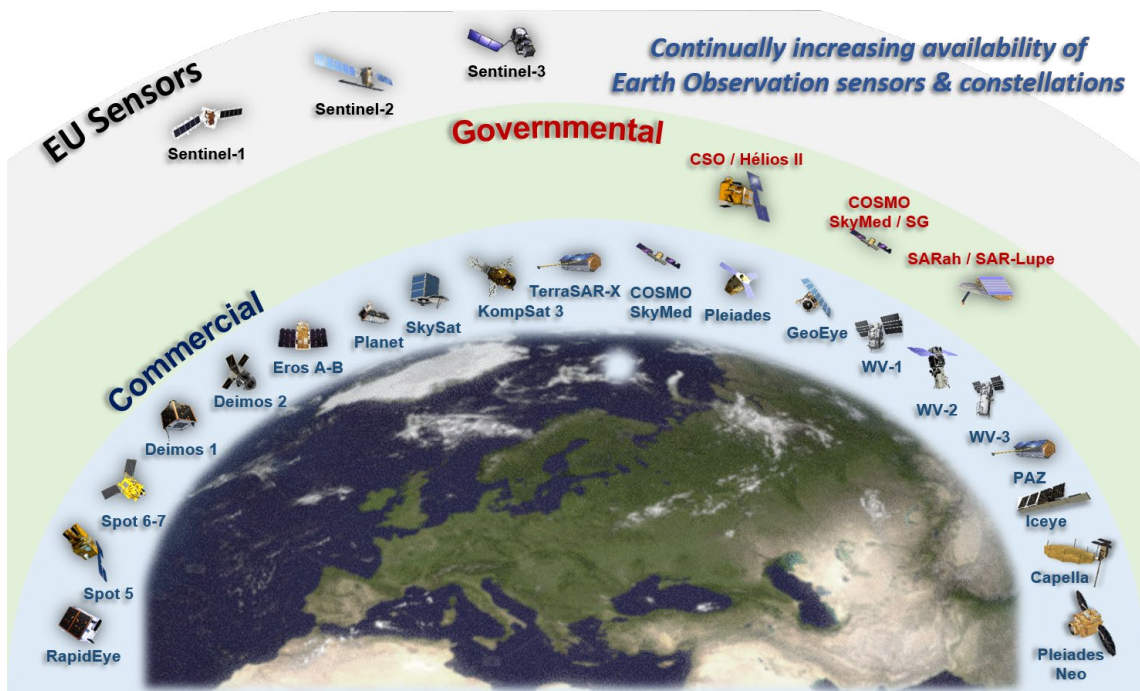 Continually increasing availability of
Earth Observation sensors & constellations
EU Sensors
Sentinel-1
Sentinel-2
Sentinel-3
Governmental
CSO / Hélios II
COSMO
SkyMed / SG
SARah / SAR-Lupe
Commercial
RapidEye
Spot 5
Spot 6-7
Deimos 1
Deimos 2
Eros A-B
Planet
SkySat
KompSat 3
TerraSAR-X
COSMO
SkyMed
Pleiades
GeoEye
WV-1
WV-2
WV-3
PAZ
Iceye
Capella
Pleiades
Neo